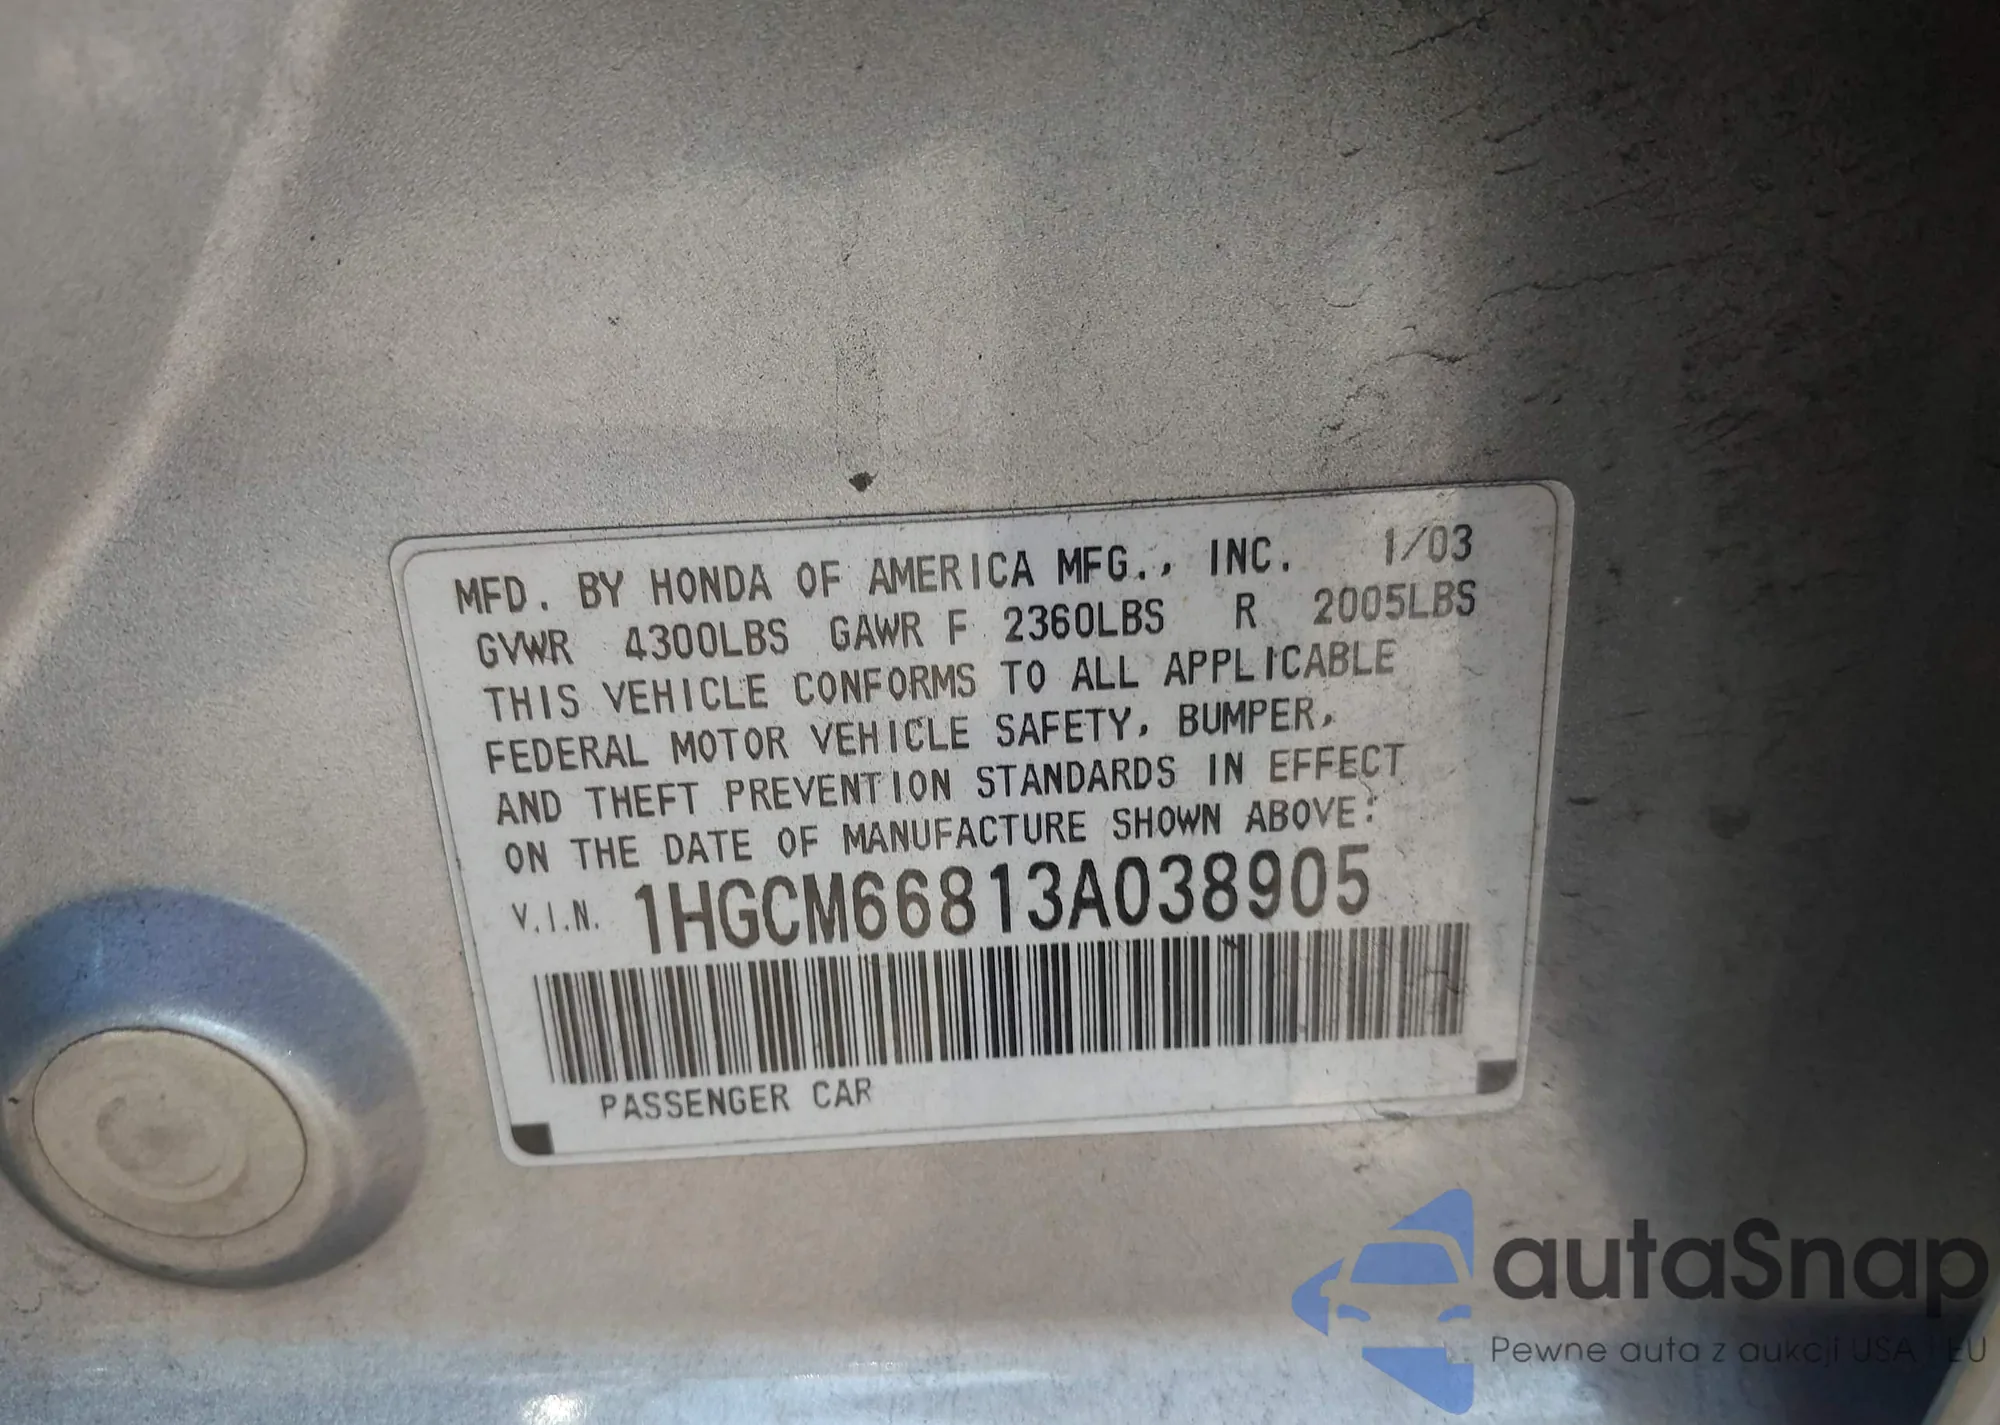 MFD. BY HONDA OF AMERICA MFG., INC. 1/03
GVWR 4300LBS GAWR F 2360LBS R 2005LBS
THIS VEHICLE CONFORMS TO ALL APPLICABLE
FEDERAL MOTOR VEHICLE SAFETY, BUMPER,
AND THEFT PREVENTION STANDARDS IN EFFECT
ON THE DATE OF MANUFACTURE SHOWN ABOVE:
V.I.N. 1HGCM66813A038905
PASSENGER CAR
autaSnap
Pewne auta z aukcji USA i EU